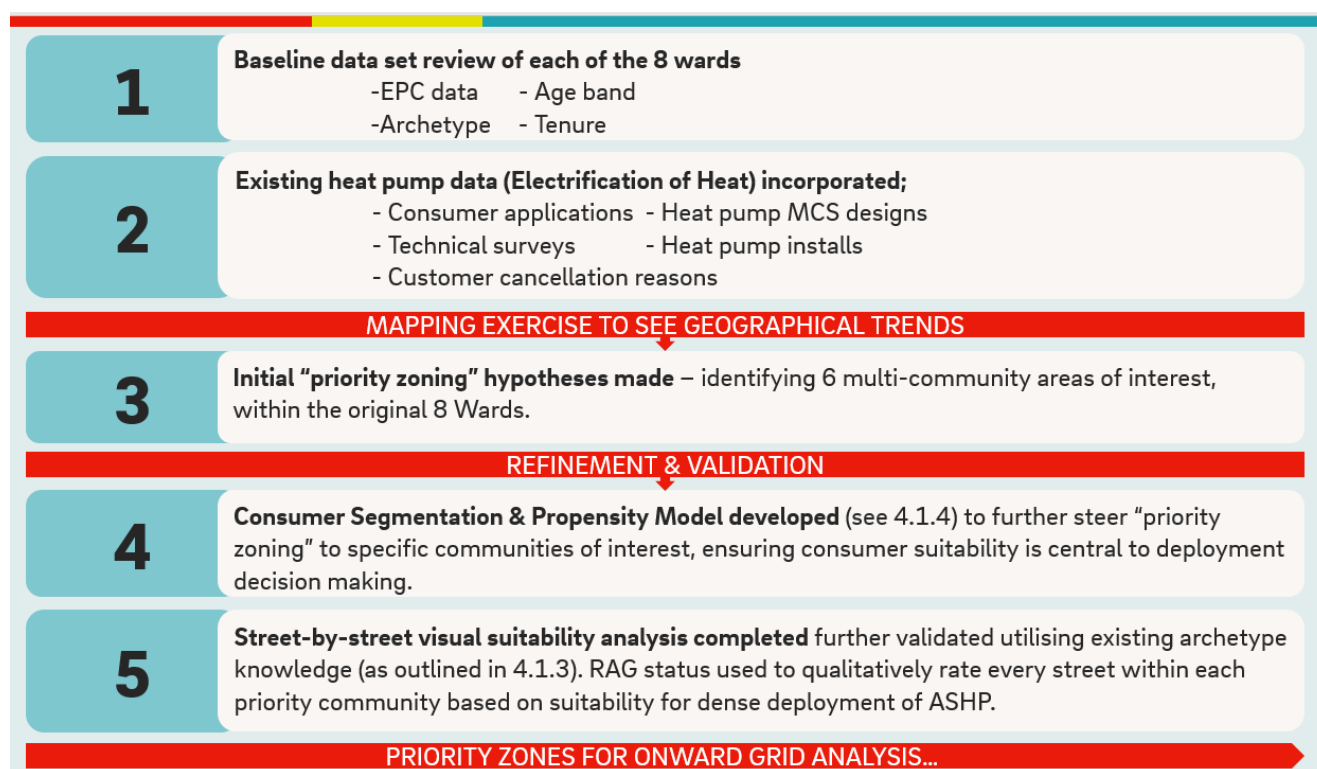 1
Baseline data set review of each of the 8 wards
-EPC data - Age band
-Archetype - Tenure
2
Existing heat pump data (Electrification of Heat) incorporated;
- Consumer applications - Heat pump MCS designs
- Technical surveys - Heat pump installs
- Customer cancellation reasons
MAPPING EXERCISE TO SEE GEOGRAPHICAL TRENDS
3
Initial “priority zoning” hypotheses made – identifying 6 multi-community areas of interest,
within the original 8 Wards.
REFINEMENT & VALIDATION
4
Consumer Segmentation & Propensity Model developed (see 4.1.4) to further steer “priority
zoning” to specific communities of interest, ensuring consumer suitability is central to deployment
decision making.
5
Street-by-street visual suitability analysis completed further validated utilising existing archetype
knowledge (as outlined in 4.1.3). RAG status used to qualitatively rate every street within each
priority community based on suitability for dense deployment of ASHP.
PRIORITY ZONES FOR ONWARD GRID ANALYSIS...